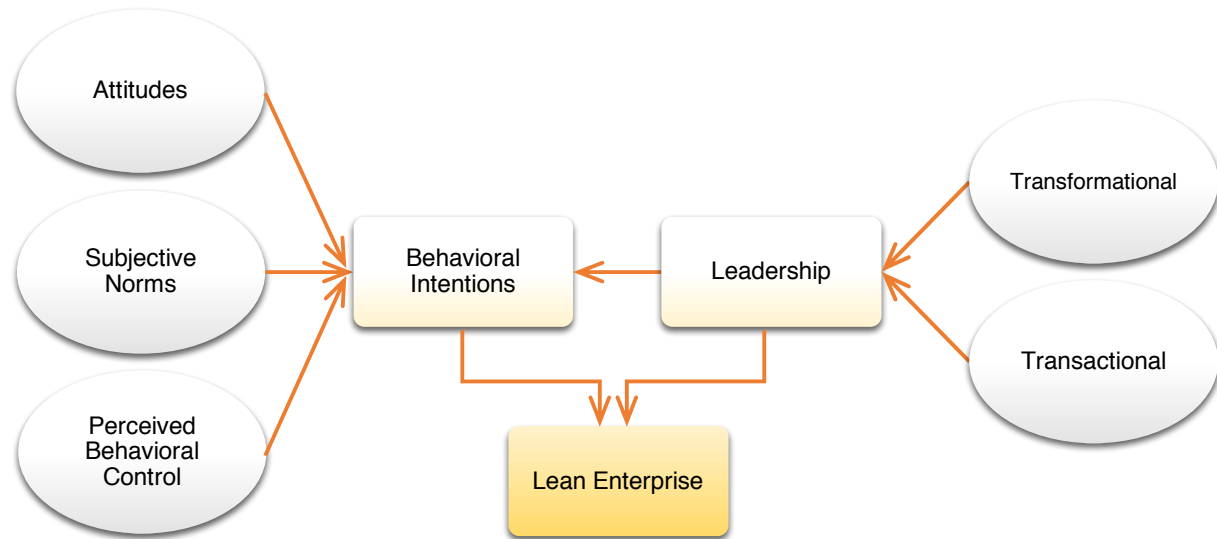 Attitudes
Subjective
Norms
Perceived
Behavioral
Control
Behavioral
Intentions
Leadership
Lean Enterprise
Transformational
Transactional